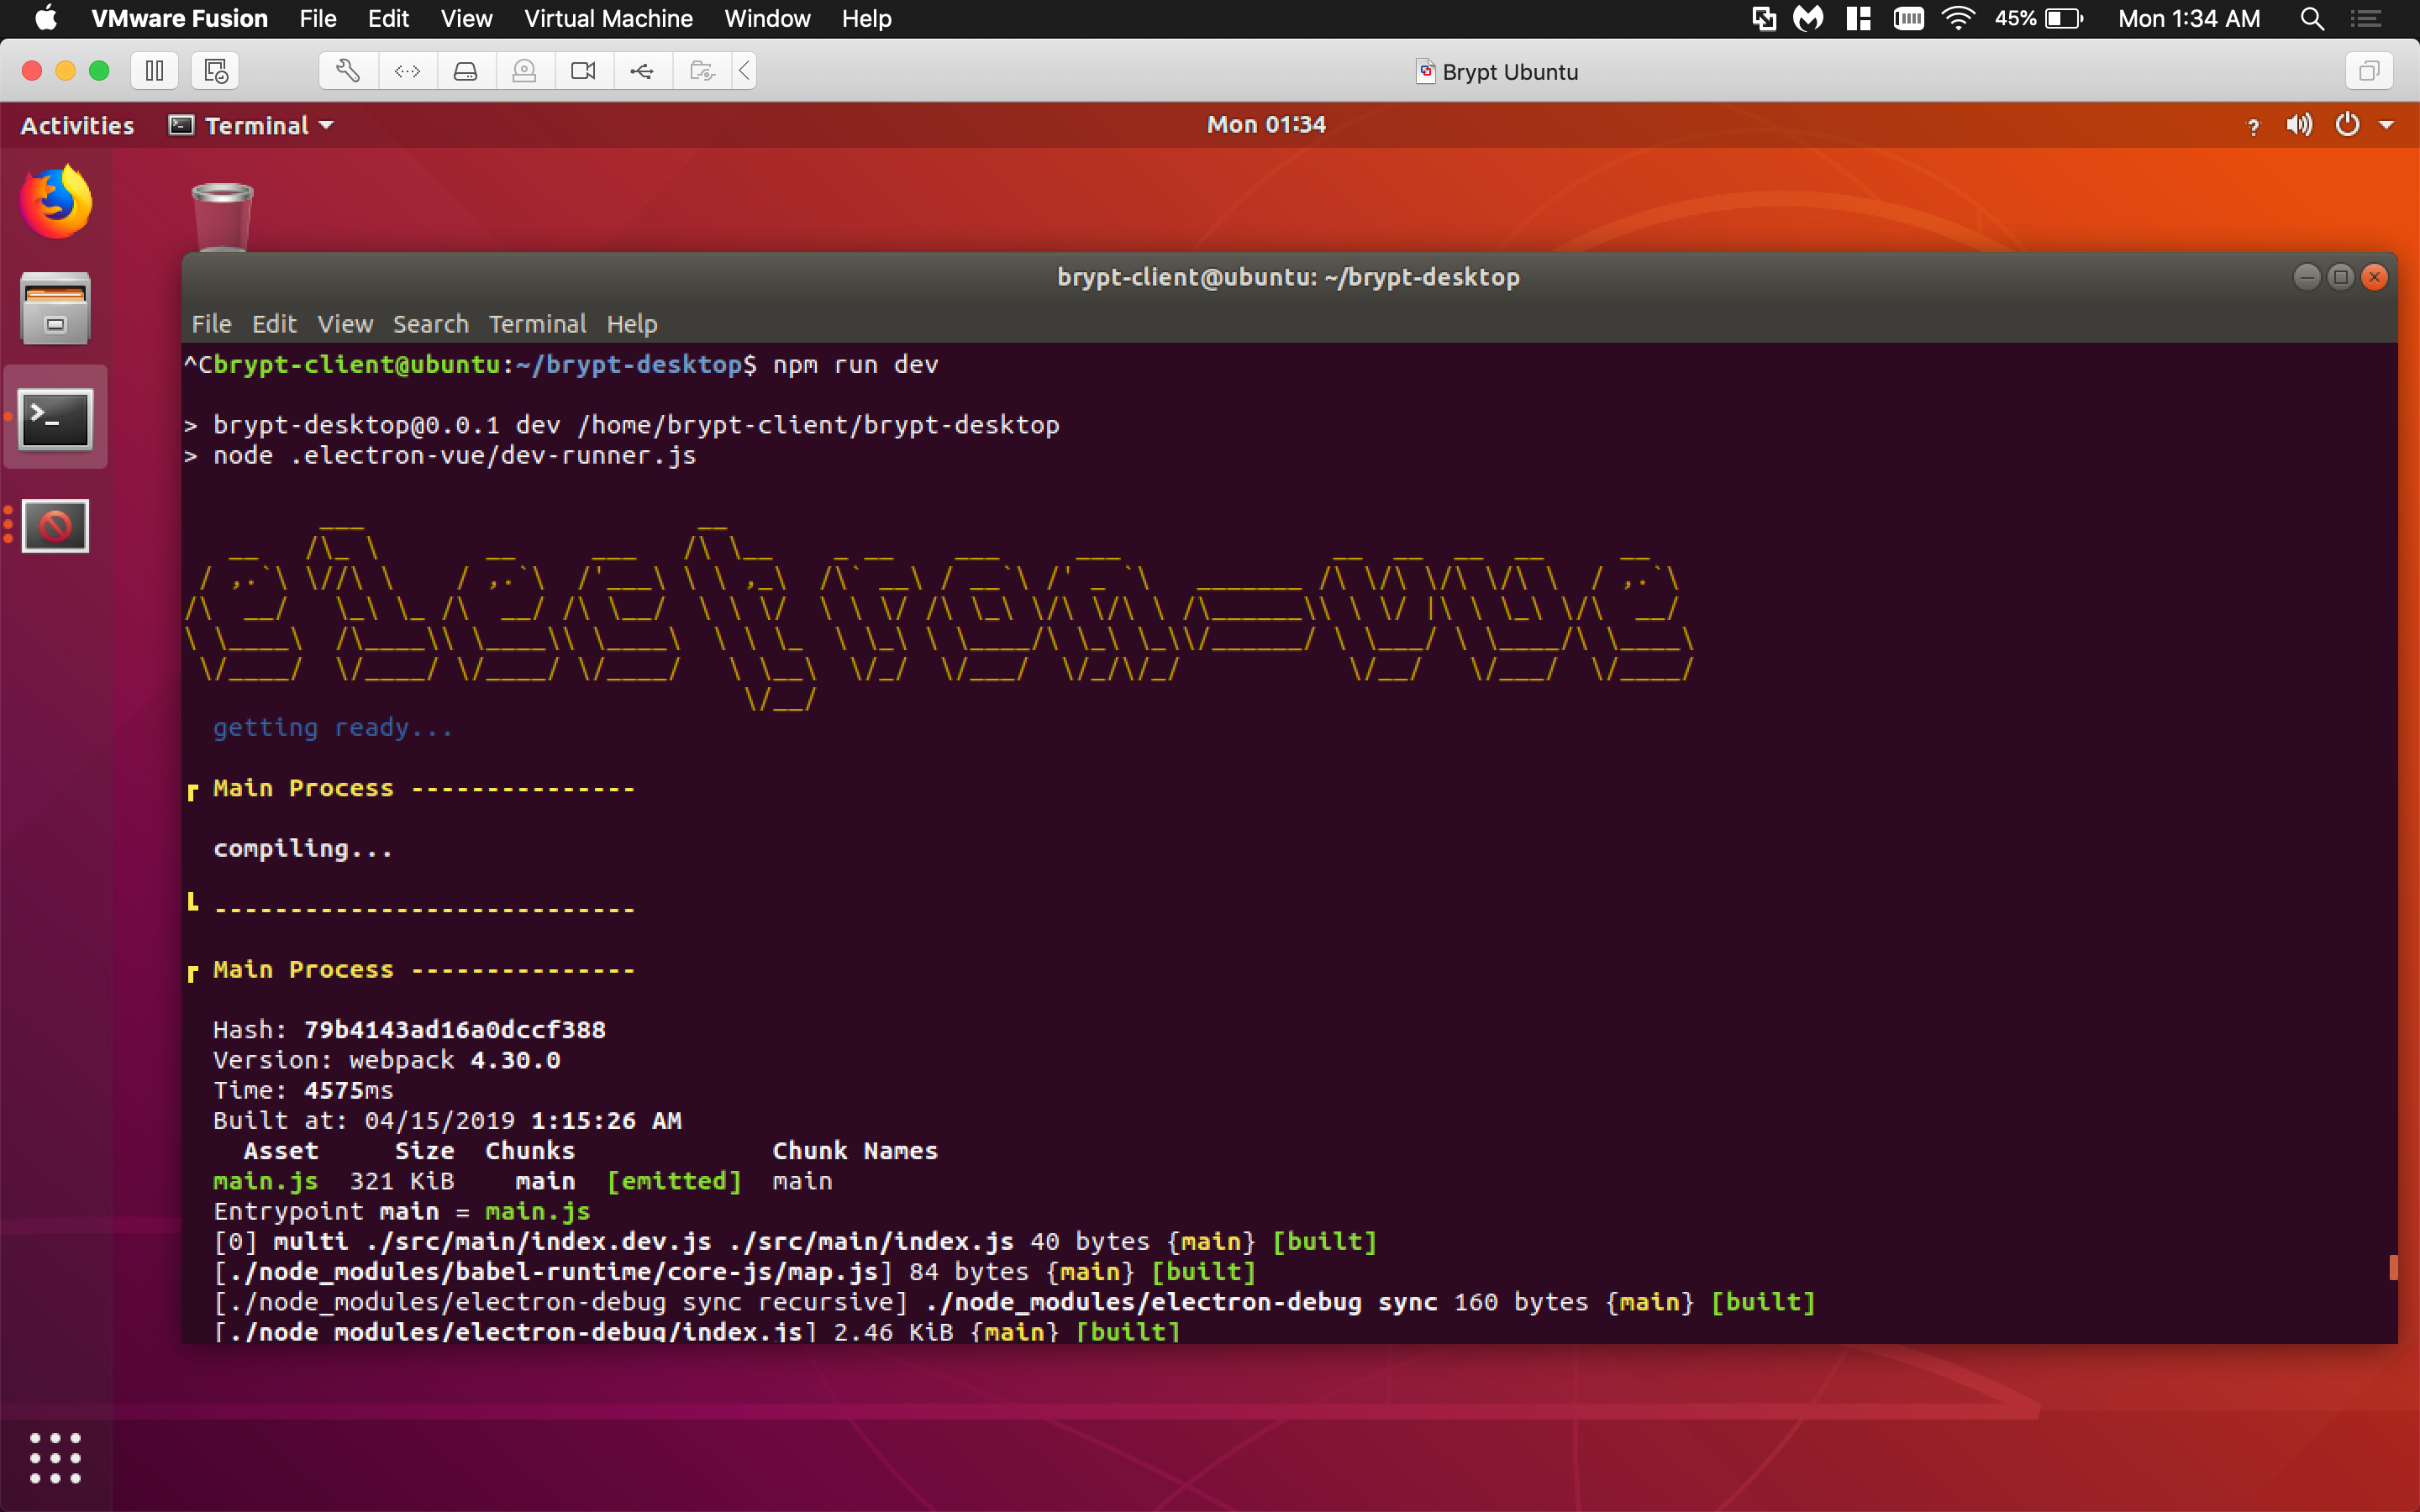 VMware Fusion File Edit View Virtual Machine Window Help 45% Mon 1:34 AM
Brypt Ubuntu
Activities Terminal Mon 01:34 ?
brypt-client@ubuntu: ~/brypt-desktop
File Edit View Search Terminal Help
^Cbrypt-client@ubuntu:~/brypt-desktop$ npm run dev
> brypt-desktop@0.0.1 dev /home/brypt-client/brypt-desktop
> node .electron-vue/dev-runner.js
electron-vue
getting ready...
┏ Main Process ---------------
compiling...
┗ ----------------------------
┏ Main Process ---------------
Hash: 79b4143ad16a0dccf388
Version: webpack 4.30.0
Time: 4575ms
Built at: 04/15/2019 1:15:26 AM
Asset Size Chunks Chunk Names
main.js 321 KiB main [emitted] main
Entrypoint main = main.js
[0] multi ./src/main/index.dev.js ./src/main/index.js 40 bytes {main} [built]
[./node_modules/babel-runtime/core-js/map.js] 84 bytes {main} [built]
[./node_modules/electron-debug sync recursive] ./node_modules/electron-debug sync 160 bytes {main} [built]
[./node_modules/electron-debug/index.js] 2.46 KiB {main} [built]